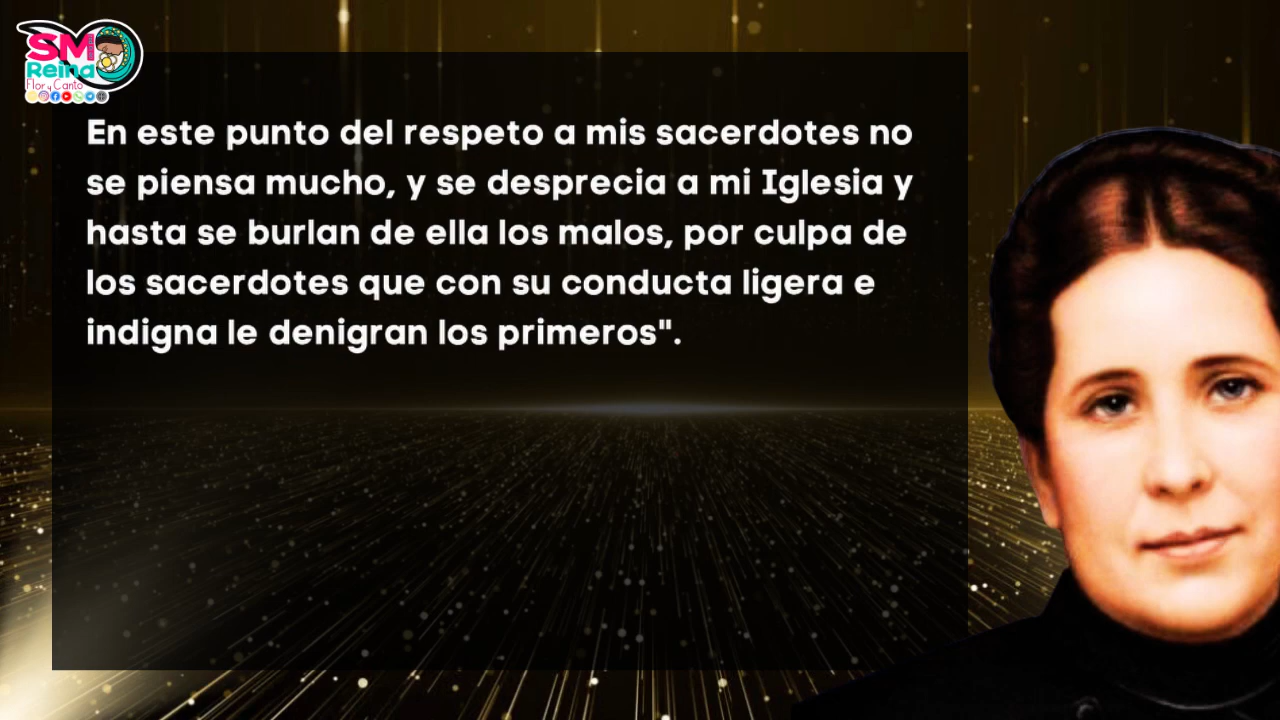 SM
Reina
Flor y Canto
En este punto del respeto a mis sacerdotes no
se piensa mucho, y se desprecia a mi Iglesia y
hasta se burlan de ella los malos, por culpa de
los sacerdotes que con su conducta ligera e
indigna le denigran los primeros".